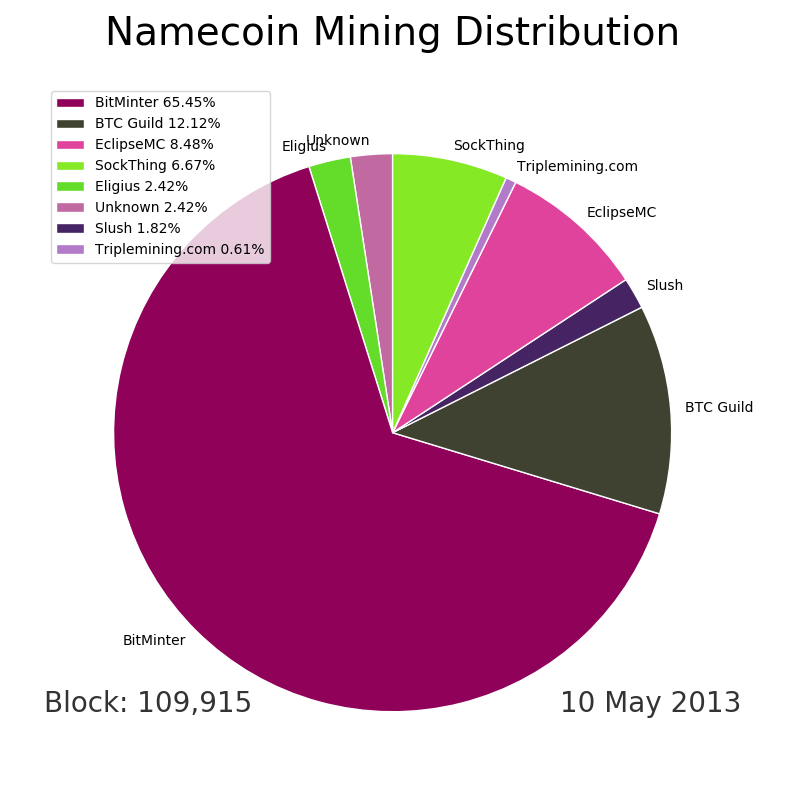 Namecoin Mining Distribution
BitMinter 65.45%
BTC Guild 12.12%
EclipseMC 8.48%
SockThing 6.67%
Eligius 2.42%
Unknown 2.42%
Slush 1.82%
Triplemining.com 0.61%
Unknown
Eligius
SockThing
Triplemining.com
EclipseMC
Slush
BTC Guild
BitMinter
Block: 109,915
10 May 2013